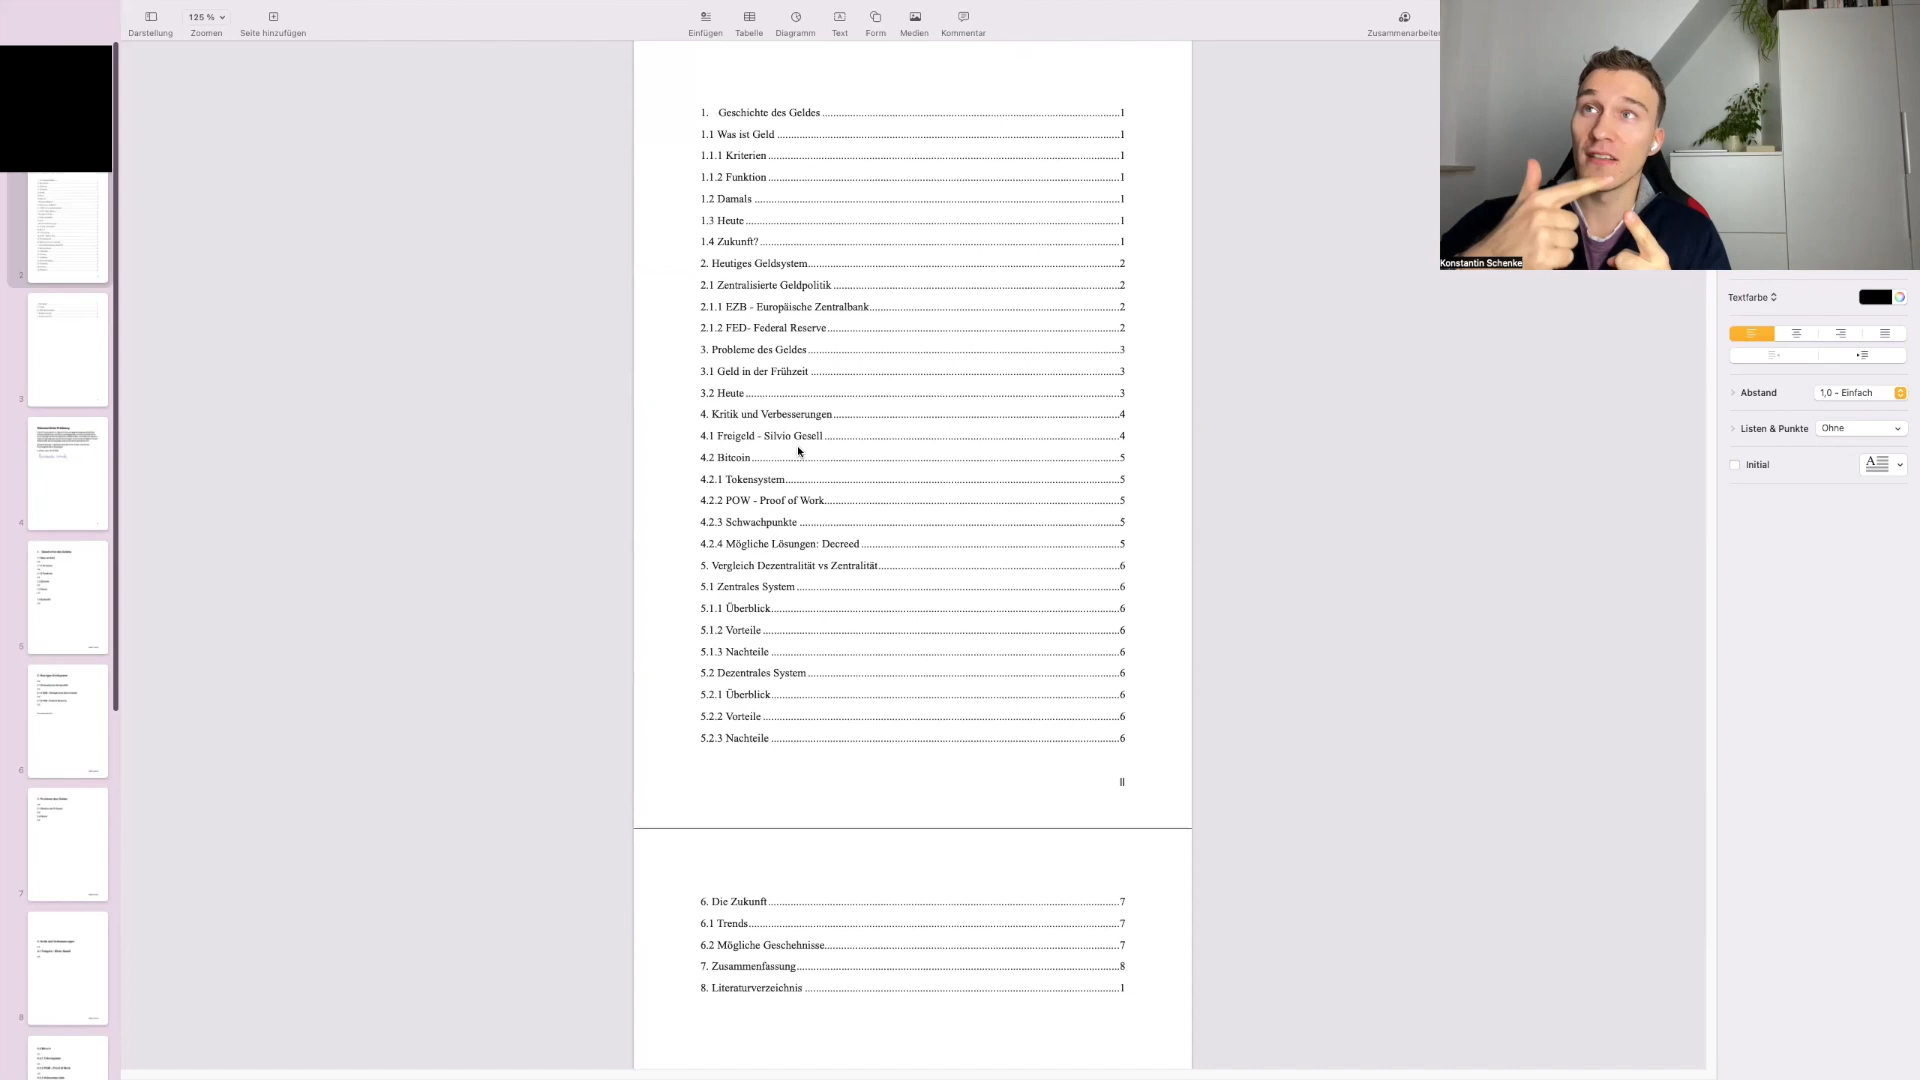 125 %
Darstellung
Zoomen
Seite hinzufügen
Einfügen
Tabelle
Diagramm
Text
Form
Medien
Kommentar
Zusammenarbeiten
Konstantin Schenke
1. Geschichte des Geldes ........ 1
1.1 Was ist Geld ........ 1
1.1.1 Kriterien ........ 1
1.1.2 Funktion ........ 1
1.2 Damals ........ 1
1.3 Heute ........ 1
1.4 Zukunft? ........ 1
2. Heutiges Geldsystem ........ 2
2.1 Zentralisierte Geldpolitik ........ 2
2.1.1 EZB - Europäische Zentralbank ........ 2
2.1.2 FED- Federal Reserve ........ 2
3. Probleme des Geldes ........ 3
3.1 Geld in der Frühzeit ........ 3
3.2 Heute ........ 3
4. Kritik und Verbesserungen ........ 4
4.1 Freigeld - Silvio Gesell ........ 4
4.2 Bitcoin ........ 5
4.2.1 Tokensystem ........ 5
4.2.2 POW - Proof of Work ........ 5
4.2.3 Schwachpunkte ........ 5
4.2.4 Mögliche Lösungen: Decreed ........ 5
5. Vergleich Dezentralität vs Zentralität ........ 6
5.1 Zentrales System ........ 6
5.1.1 Überblick ........ 6
5.1.2 Vorteile ........ 6
5.1.3 Nachteile ........ 6
5.2 Dezentrales System ........ 6
5.2.1 Überblick ........ 6
5.2.2 Vorteile ........ 6
5.2.3 Nachteile ........ 6
II
6. Die Zukunft ........ 7
6.1 Trends ........ 7
6.2 Mögliche Geschehnisse ........ 7
7. Zusammenfassung ........ 8
8. Literaturverzeichnis ........ 1
Textfarbe
Abstand
1,0 - Einfach
Listen & Punkte
Ohne
Initial
A
2
3
4
5
6
7
8